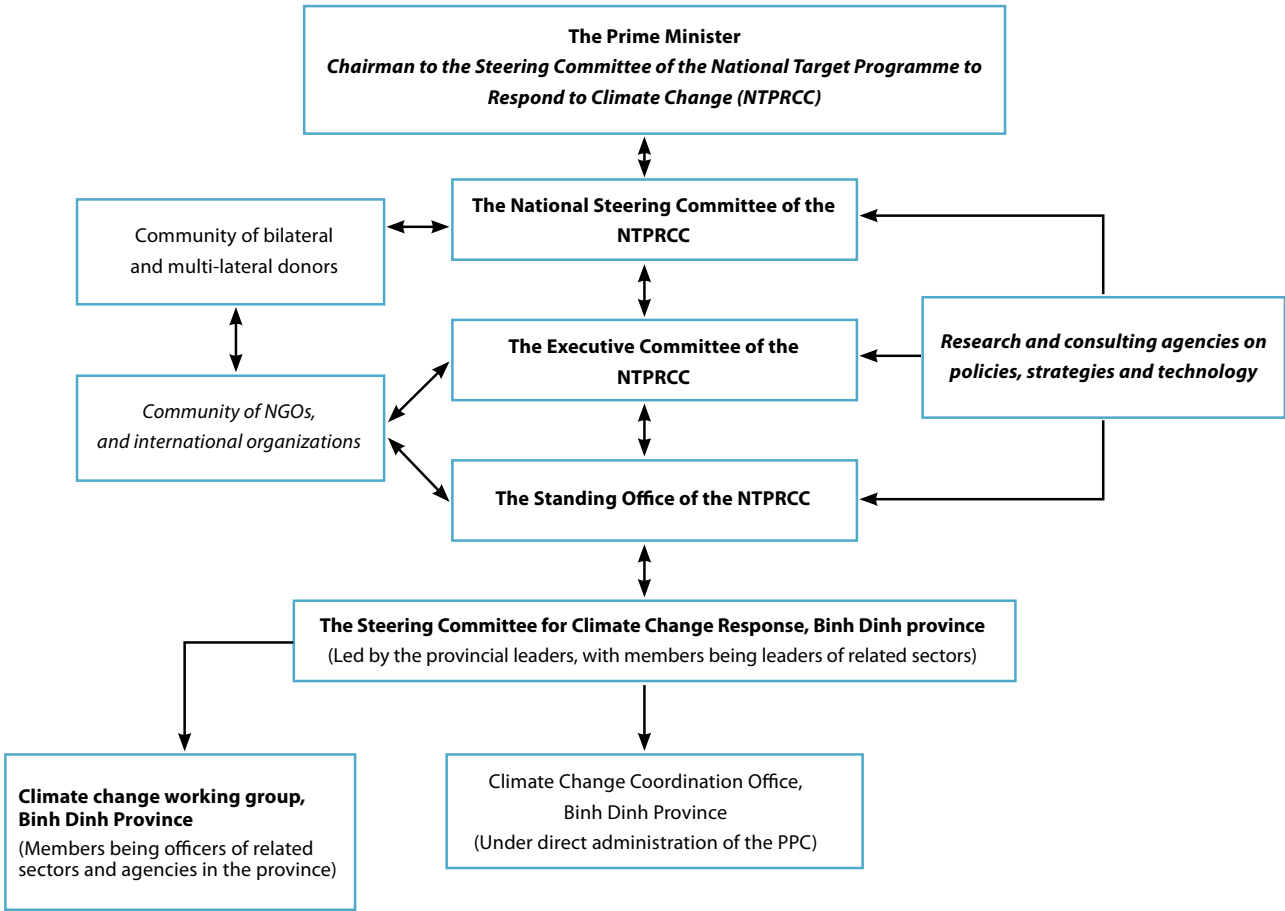 The Prime Minister
Chairman to the Steering Committee of the National Target Programme to
Respond to Climate Change (NTPRCC)
The National Steering Committee of the
NTPRCC
Community of bilateral
and multi-lateral donors
The Executive Committee of the
NTPRCC
Research and consulting agencies on
policies, strategies and technology
Community of NGOs,
and international organizations
The Standing Office of the NTPRCC
The Steering Committee for Climate Change Response, Binh Dinh province
(Led by the provincial leaders, with members being leaders of related sectors)
Climate change working group,
Binh Dinh Province
(Members being officers of related
sectors and agencies in the province)
Climate Change Coordination Office,
Binh Dinh Province
(Under direct administration of the PPC)